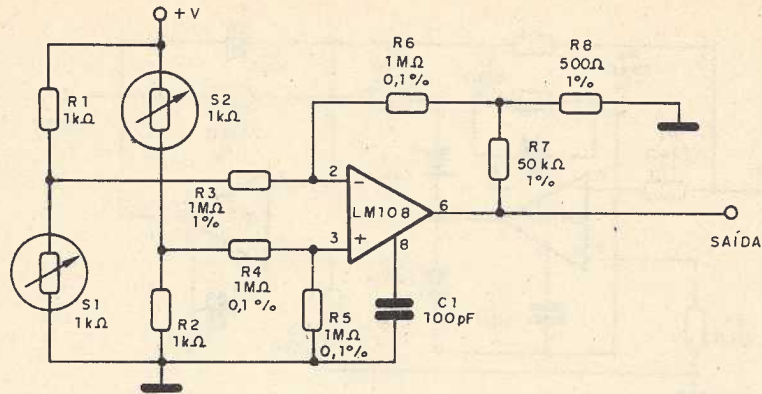 +V
R6
1MΩ
0,1%
R8
500Ω
1%
R1
1kΩ
S2
1kΩ
R7
50kΩ
1%
2
−
R3
1MΩ
1%
LM108
6
SAÍDA
3
+
8
R4
1MΩ
0,1%
S1
1kΩ
R2
1kΩ
R5
1MΩ
0,1%
C1
100pF